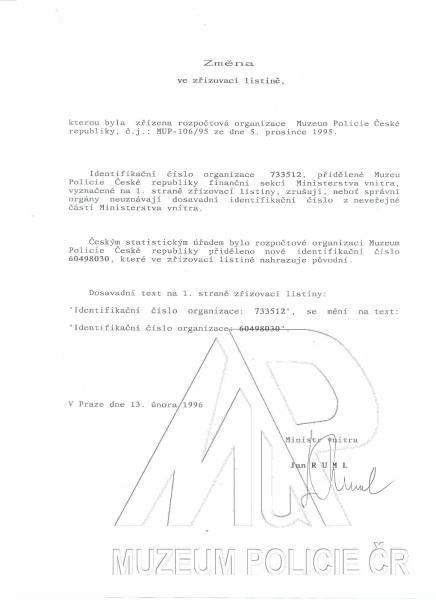 Změna
ve zřizovací listině,
kterou byla zřízena rozpočtová organizace Muzeum Policie České
republiky, č.j.: MUP-106/95 ze dne 5. prosince 1995.
Identifikační číslo organizace 733512, přidělené Muzeu
Policie České republiky finanční sekcí Ministerstva vnitra,
vyznačené na 1. straně zřizovací listiny, zrušuji, neboť správní
orgány neuznávají dosavadní identifikační číslo z neveřejné
části Ministerstva vnitra.
Českým statistickým úřadem bylo rozpočtové organizaci Muzeum
Policie České republiky přiděleno nové identifikační číslo
60498030, které ve zřizovací listině nahrazuje původní.
Dosavadní text na 1. straně zřizovací listiny:
"Identifikační číslo organizace: 733512", se mění na text:
"Identifikační číslo organizace: 60498030".
V Praze dne 13. února 1996
Ministr vnitra
Jan R U M L
MUP
MUZEUM POLICIE ČR